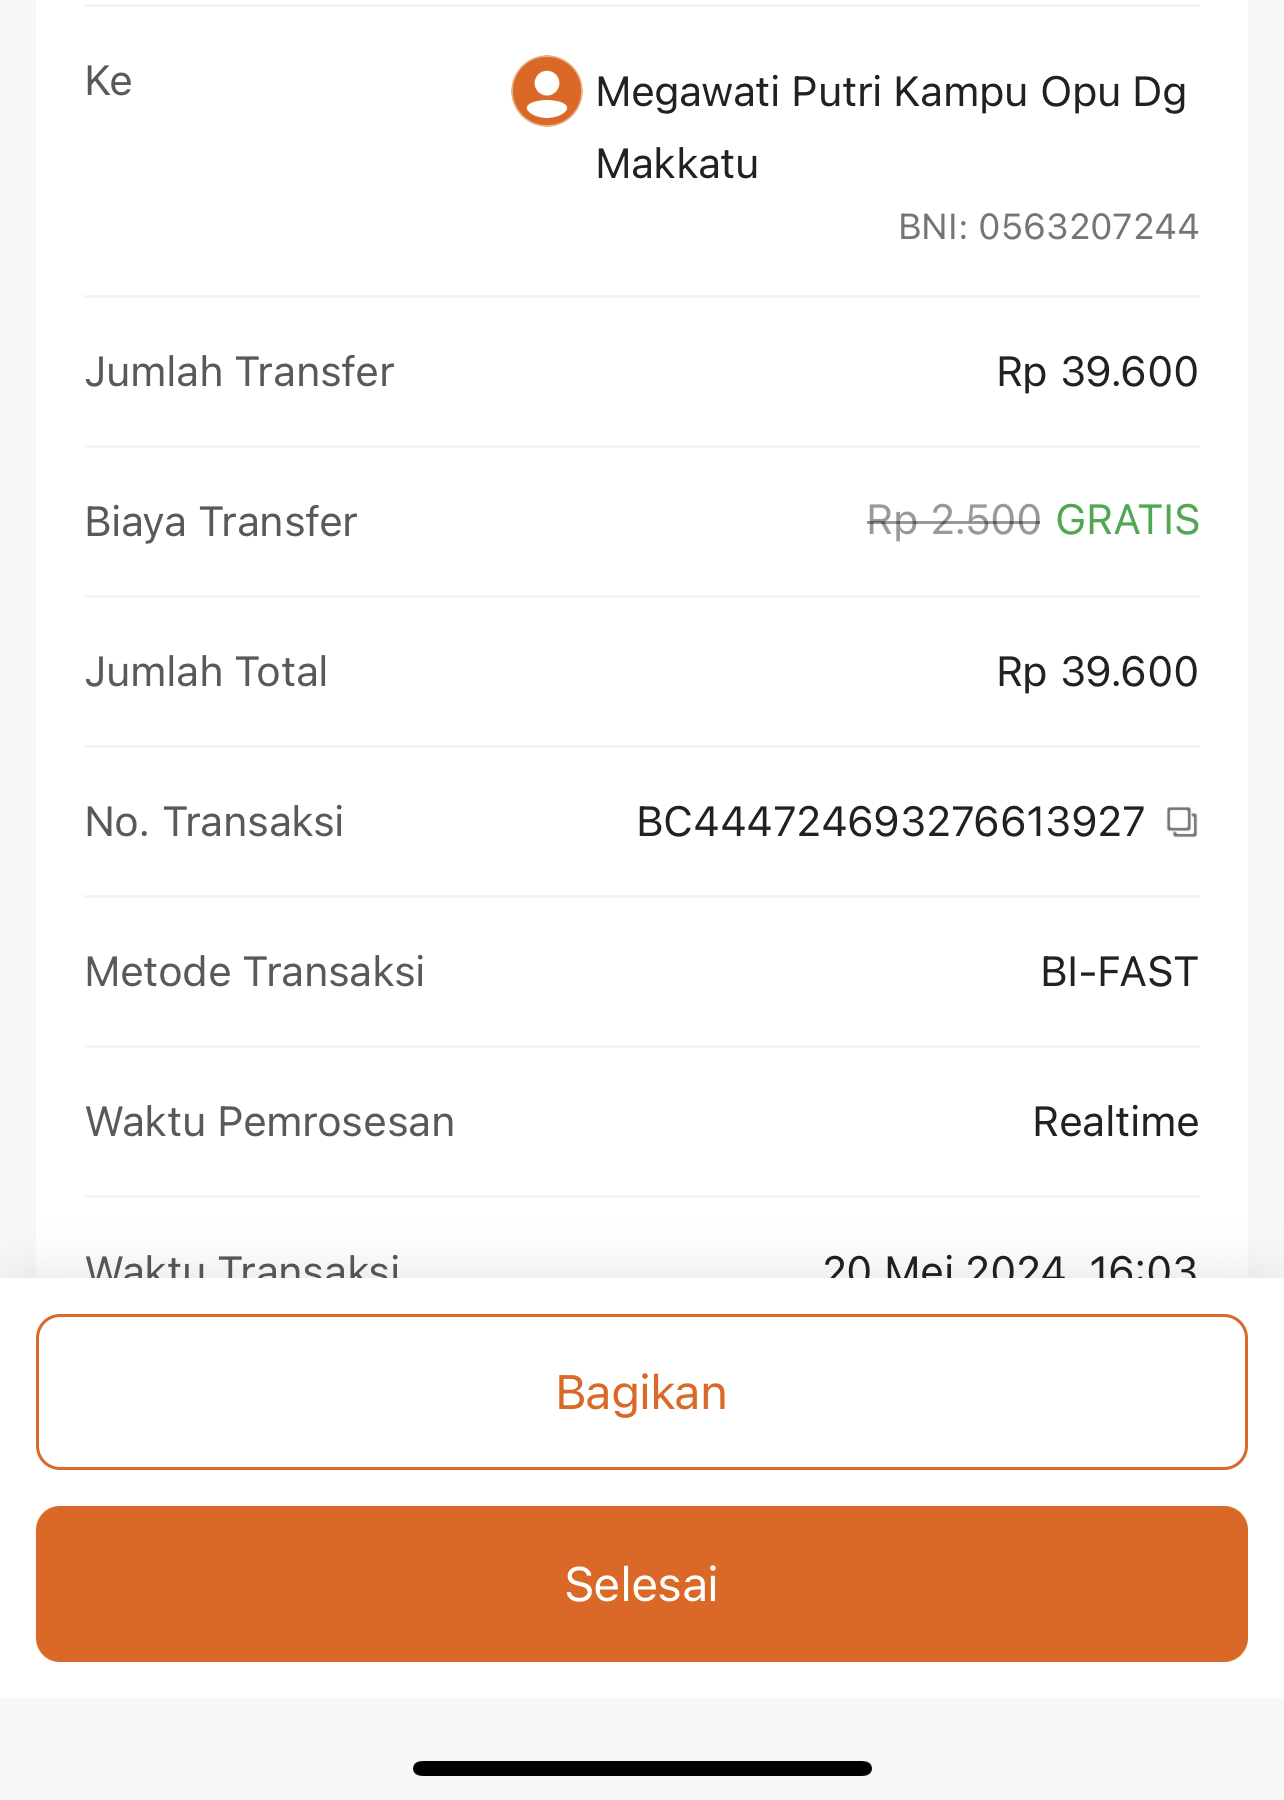 Ke
Megawati Putri Kampu Opu Dg
Makkatu
BNI: 0563207244
Jumlah Transfer Rp 39.600
Biaya Transfer Rp 2.500 GRATIS
Jumlah Total Rp 39.600
No. Transaksi BC444724693276613927
Metode Transaksi BI-FAST
Waktu Pemrosesan Realtime
Waktu Transaksi 20 Mei 2024, 16:03
Bagikan
Selesai